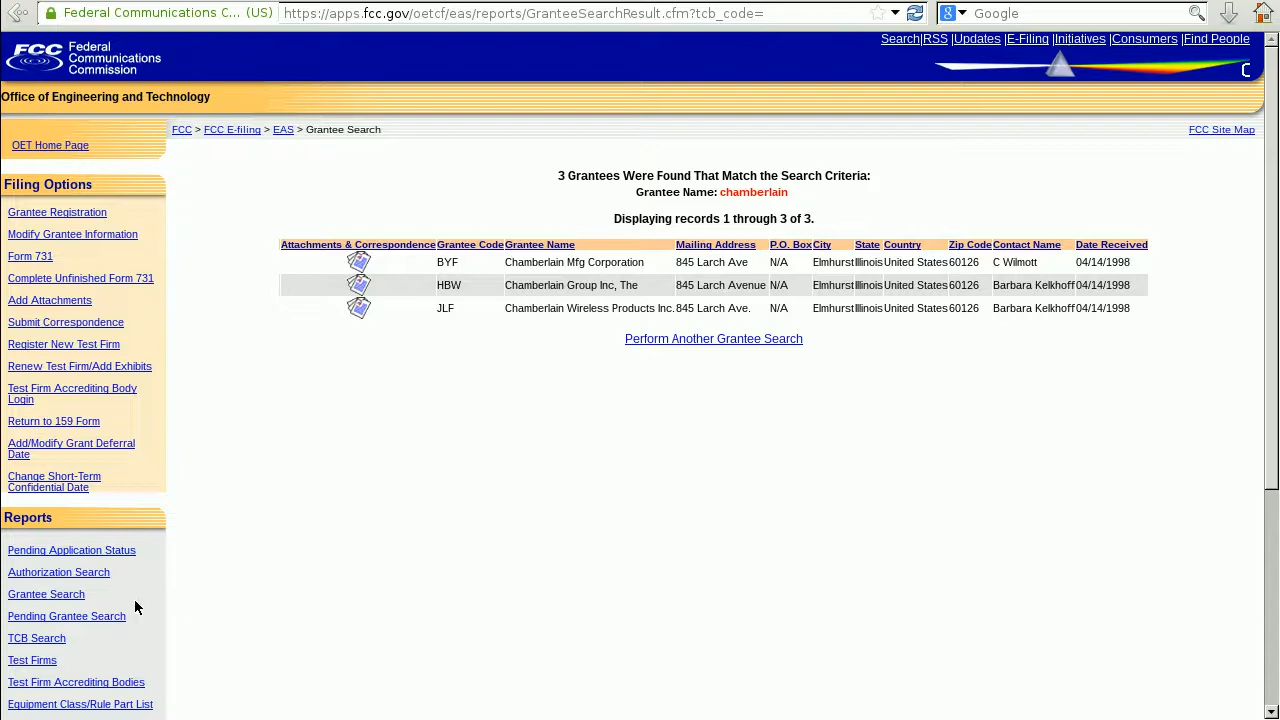 Federal Communications C... (US)
https://apps.fcc.gov/oetcf/eas/reports/GranteeSearchResult.cfm?tcb_code=
8
Google
FCC Federal Communications Commission
Search|RSS |Updates |E-Filing |Initiatives |Consumers |Find People
Office of Engineering and Technology
FCC > FCC E-filing > EAS > Grantee Search
FCC Site Map
OET Home Page
Filing Options
Grantee Registration
Modify Grantee Information
Form 731
Complete Unfinished Form 731
Add Attachments
Submit Correspondence
Register New Test Firm
Renew Test Firm/Add Exhibits
Test Firm Accrediting Body
Login
Return to 159 Form
Add/Modify Grant Deferral
Date
Change Short-Term
Confidential Date
Reports
Pending Application Status
Authorization Search
Grantee Search
Pending Grantee Search
TCB Search
Test Firms
Test Firm Accrediting Bodies
Equipment Class/Rule Part List
3 Grantees Were Found That Match the Search Criteria:
Grantee Name: chamberlain
Displaying records 1 through 3 of 3.
Attachments & Correspondence Grantee Code Grantee Name Mailing Address P.O. Box City State Country Zip Code Contact Name Date Received
BYF Chamberlain Mfg Corporation 845 Larch Ave N/A Elmhurst Illinois United States 60126 C Wilmott 04/14/1998
HBW Chamberlain Group Inc, The 845 Larch Avenue N/A Elmhurst Illinois United States 60126 Barbara Kelkhoff 04/14/1998
JLF Chamberlain Wireless Products Inc. 845 Larch Ave. N/A Elmhurst Illinois United States 60126 Barbara Kelkhoff 04/14/1998
Perform Another Grantee Search